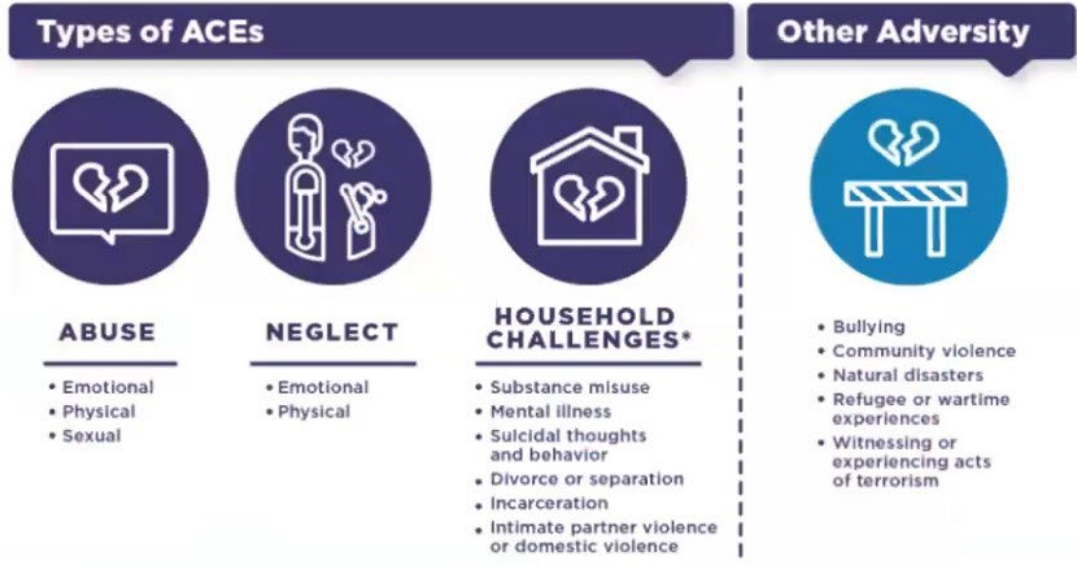 Types of ACEs
Other Adversity
ABUSE
• Emotional
• Physical
• Sexual
NEGLECT
• Emotional
• Physical
HOUSEHOLD
CHALLENGES*
• Substance misuse
• Mental illness
• Suicidal thoughts
and behavior
• Divorce or separation
• Incarceration
• Intimate partner violence
or domestic violence
• Bullying
• Community violence
• Natural disasters
• Refugee or wartime
experiences
• Witnessing or
experiencing acts
of terrorism